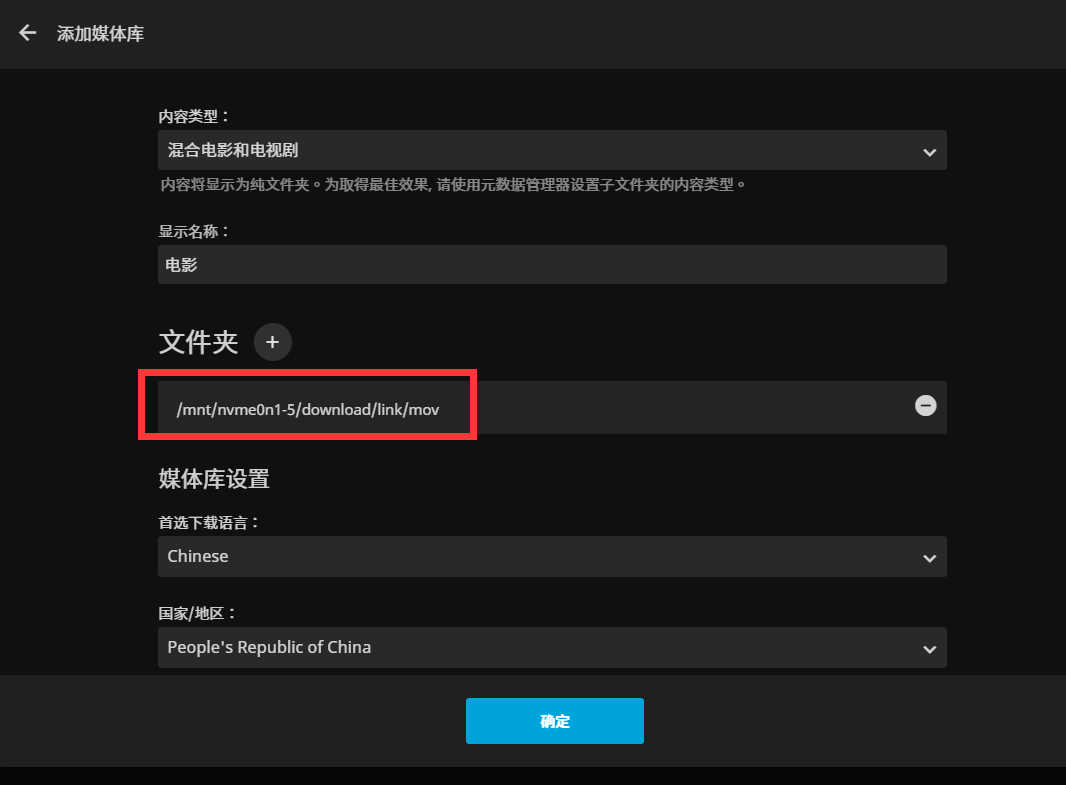 添加媒体库
内容类型：
混合电影和电视剧
内容将显示为纯文件夹。为取得最佳效果, 请使用元数据管理器设置子文件夹的内容类型。
显示名称：
电影
文件夹
/mnt/nvme0n1-5/download/link/mov
媒体库设置
首选下载语言：
Chinese
国家/地区：
People's Republic of China
确定